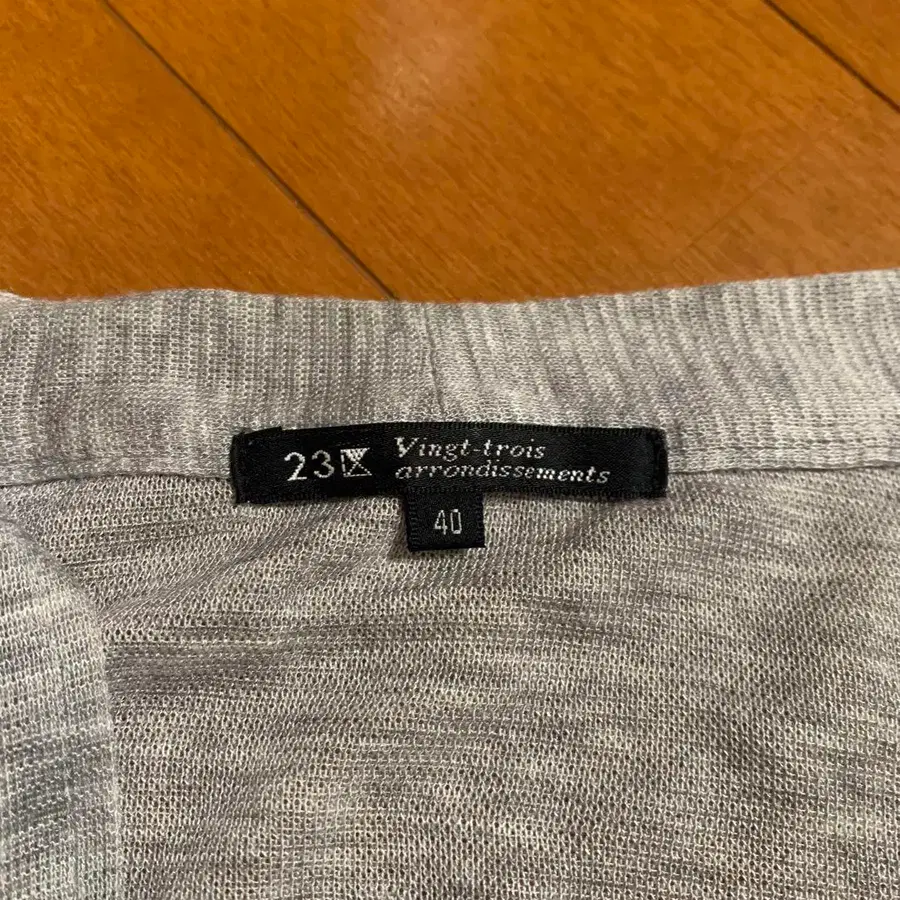 23区 Vingt-trois
arrondissements
40